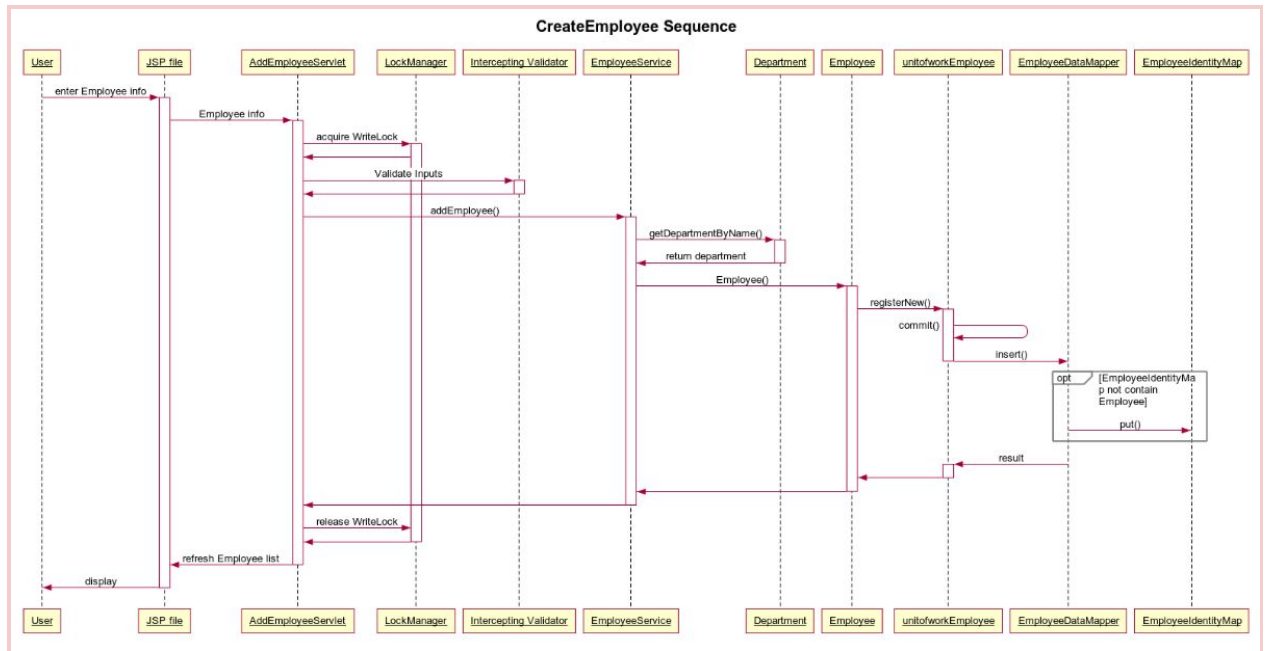 CreateEmployee Sequence
User JSP file AddEmployeeServlet LockManager Intercepting Validator EmployeeService Department Employee unitofworkEmployee EmployeeDataMapper EmployeeIdentityMap
enter Employee info
Employee info
acquire WriteLock
Validate Inputs
addEmployee()
getDepartmentByName()
return department
Employee()
registerNew()
commit()
insert()
opt [EmployeeIdentityMa
p not contain
Employee]
put()
result
release WriteLock
refresh Employee list
display
User JSP file AddEmployeeServlet LockManager Intercepting Validator EmployeeService Department Employee unitofworkEmployee EmployeeDataMapper EmployeeIdentityMap